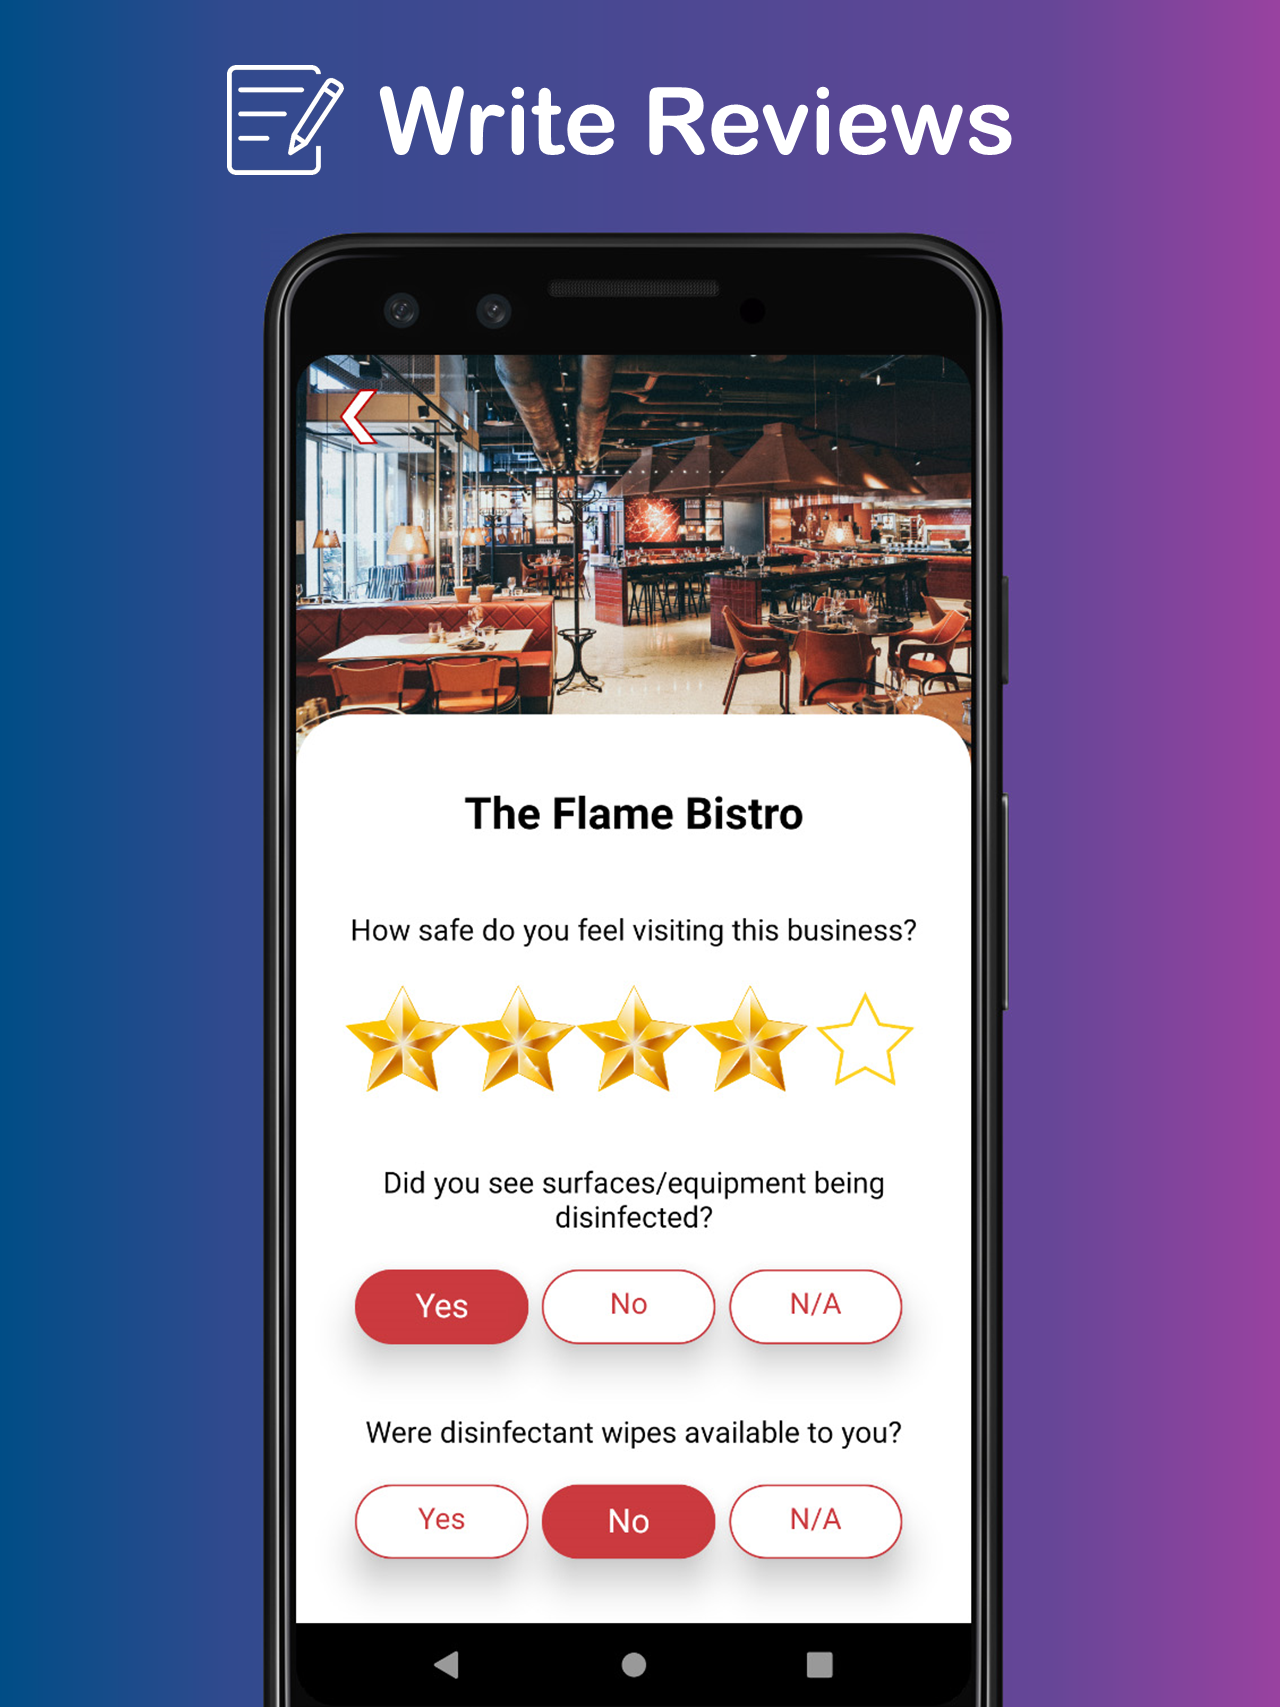 Write Reviews
The Flame Bistro
How safe do you feel visiting this business?
Did you see surfaces/equipment being
disinfected?
Yes No N/A
Were disinfectant wipes available to you?
Yes No N/A